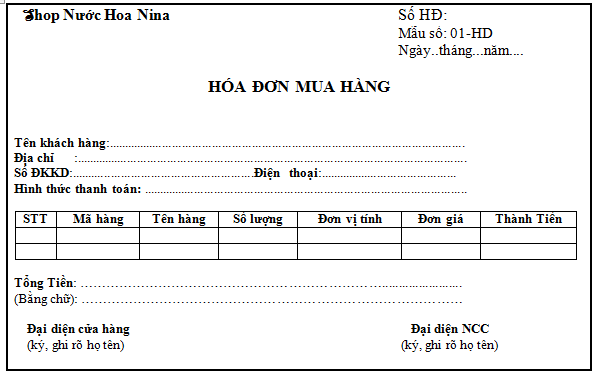 Shop Nước Hoa Nina
Số HĐ:
Mẫu số: 01-HD
Ngày..tháng...năm....
HÓA ĐƠN MUA HÀNG
Tên khách hàng:......................................................................................................................
Địa chỉ :.................................................................................................................................
Số ĐKKD:............................................................Điện thoại:.............................................
Hình thức thanh toán: ...........................................................................................................
STT Mã hàng Tên hàng Số lượng Đơn vị tính Đơn giá Thành Tiền
Tổng Tiền: ……………………………………………………………...........................
(Bằng chữ): ………………………………………………………………………………
Đại diện cửa hàng Đại diện NCC
(ký, ghi rõ họ tên) (ký, ghi rõ họ tên)